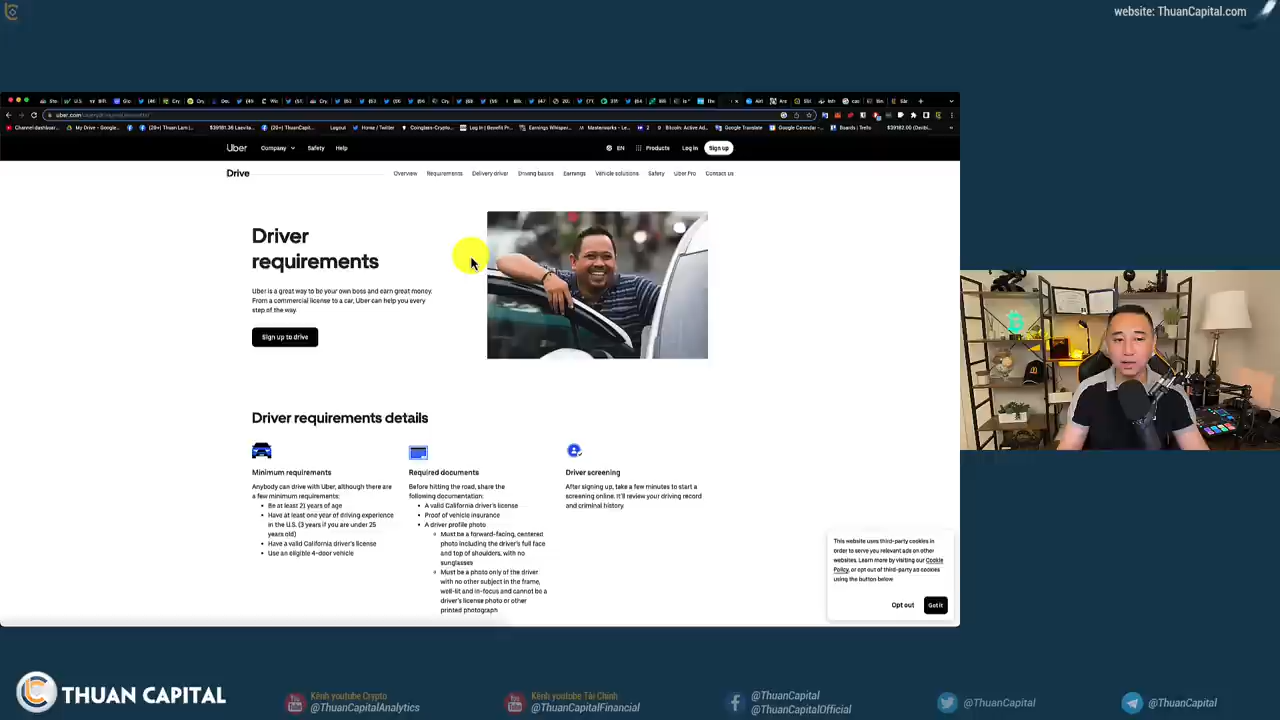 website: ThuanCapital.com
Uber
Company
Safety
Help
EN
Products
Log in
Sign up
Drive
Overview
Requirements
Delivery driver
Driving basics
Earnings
Vehicle solutions
Safety
Uber Pro
Contact us
Driver
requirements
Uber is a great way to be your own boss and earn great money.
From a commercial license to a car, Uber can help you every
step of the way.
Sign up to drive
Driver requirements details
Minimum requirements
Anybody can drive with Uber, although there are
a few minimum requirements:
Be at least 21 years of age
Have at least one year of driving experience
in the U.S. (3 years if you are under 25
years old)
Have a valid California driver's license
Use an eligible 4-door vehicle
Required documents
Before hitting the road, share the
following documentation:
A valid California driver's license
Proof of vehicle insurance
A driver profile photo
Must be a forward-facing, centered
photo including the driver's full face
and top of shoulders, with no
sunglasses
Must be a photo only of the driver
with no other subject in the frame,
well-lit and in-focus and cannot be a
driver's license photo or other
printed photograph
Driver screening
After signing up, take a few minutes to start a
screening online. It'll review your driving record
and criminal history.
This website uses third-party cookies in
order to serve you relevant ads on other
websites. Learn more by visiting our Cookie
Policy, or opt out of third-party ad cookies
using the button below
Opt out
Got it
THUAN CAPITAL
Kênh youtube Crypto
@ThuanCapitalAnalytics
Kênh youtobe Tài Chính
@ThuanCapitalFinancial
@ThuanCapital
@ThuanCapitalOfficial
@ThuanCapital
@ThuanCapital